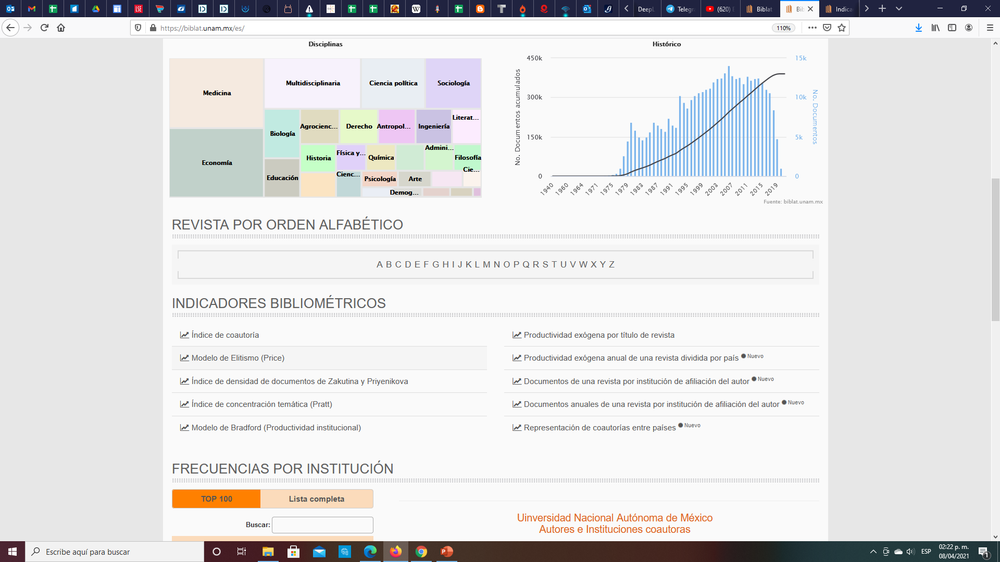 DeepL
Telegra
(620) E
Biblat
Bib
Indica
https://biblat.unam.mx/es/
110%
Disciplinas
Medicina
Multidisciplinaria
Ciencia política
Sociología
Economía
Biología
Agrocienc...
Derecho
Antropol...
Ingeniería
Literat...
Educación
Historia
Física y...
Química
Admini...
Filosofía
Cienc...
Psicología
Arte
Cie...
Demog...
Histórico
450k
300k
150k
0
No. Documentos acumulados
15k
10k
5k
0
No. Documentos
1940
1960
1964
1971
1975
1979
1983
1987
1991
1995
1999
2003
2007
2011
2015
2019
Fuente: biblat.unam.mx
REVISTA POR ORDEN ALFABÉTICO
A B C D E F G H I J K L M N O P Q R S T U V W X Y Z
INDICADORES BIBLIOMÉTRICOS
Índice de coautoría
Modelo de Elitismo (Price)
Índice de densidad de documentos de Zakutina y Priyenikova
Índice de concentración temática (Pratt)
Modelo de Bradford (Productividad institucional)
Productividad exógena por título de revista
Productividad exógena anual de una revista dividida por país Nuevo
Documentos de una revista por institución de afiliación del autor Nuevo
Documentos anuales de una revista por institución de afiliación del autor Nuevo
Representación de coautorías entre países Nuevo
FRECUENCIAS POR INSTITUCIÓN
TOP 100
Lista completa
Buscar:
Uinversidad Nacional Autónoma de México
Autores e Instituciones coautoras
Escribe aquí para buscar
ESP
02:22 p. m.
08/04/2021
1